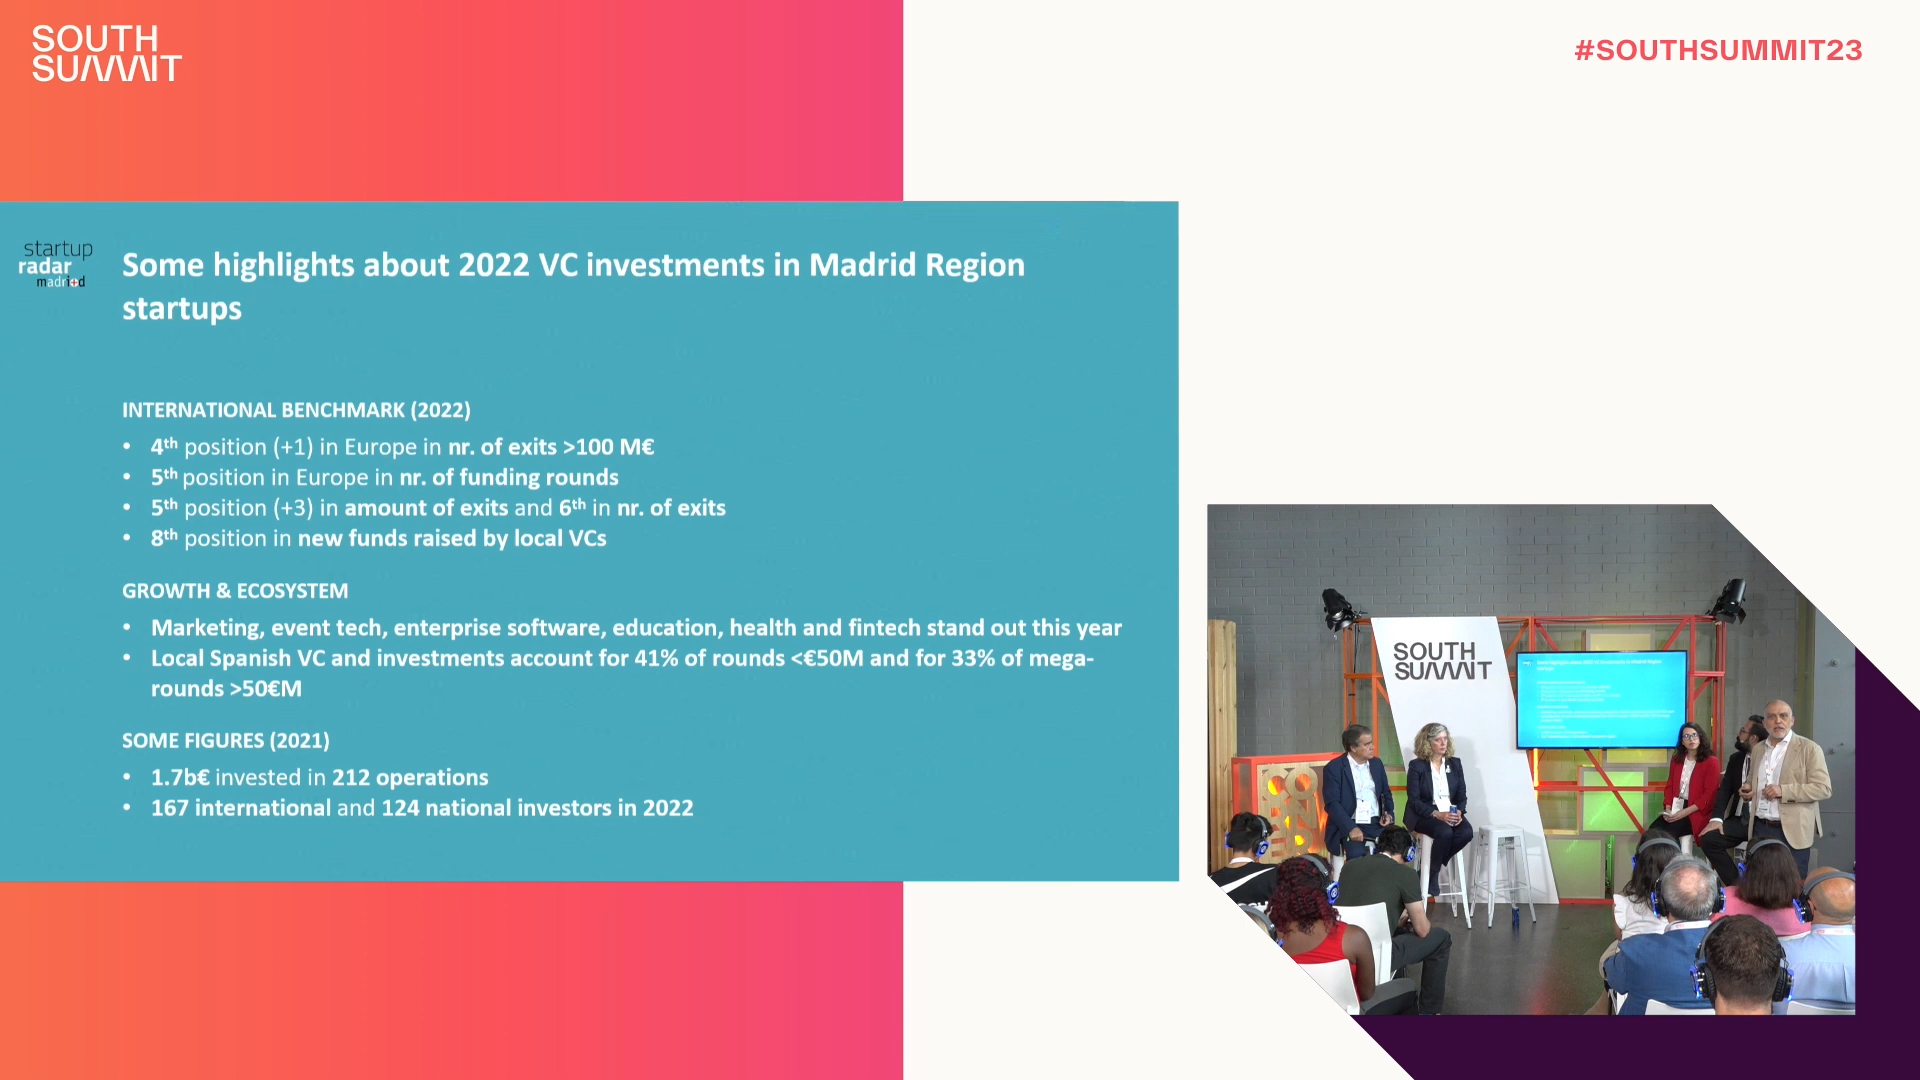 SOUTH
SUMMIT
#SOUTHSUMMIT23
startup
radar
madrid
Some highlights about 2022 VC investments in Madrid Region
startups
INTERNATIONAL BENCHMARK (2022)
• 4th position (+1) in Europe in nr. of exits >100 M€
• 5th position in Europe in nr. of funding rounds
• 5th position (+3) in amount of exits and 6th in nr. of exits
• 8th position in new funds raised by local VCs
GROWTH & ECOSYSTEM
• Marketing, event tech, enterprise software, education, health and fintech stand out this year
• Local Spanish VC and investments account for 41% of rounds <€50M and for 33% of mega-
rounds >50€M
SOME FIGURES (2021)
• 1.7b€ invested in 212 operations
• 167 international and 124 national investors in 2022
SOUTH
SUMMIT